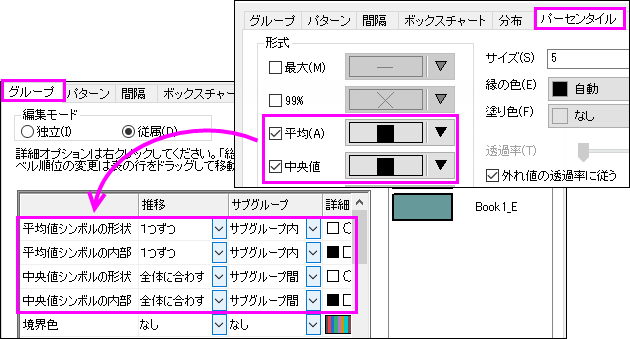 グループ パターン 間隔 ボックスチャート 分布 パーセンタイル
形式
最大(M)
99%
平均(A)
中央値
サイズ(S) 5
縁の色(E) 自動
塗り色(F) なし
透過率(T)
外れ値の透過率に従う
Book1_E
グループ パターン 間隔 ボックスチャー
編集モード
独立(I) 従属(D)
詳細オプションは右クリックしてください。「総
ベル順位の変更は表の行をドラッグして移動
推移 サブグループ 詳細
平均値シンボルの形状 1つずつ サブグループ内
平均値シンボルの内部 1つずつ サブグループ内
中央値シンボルの形状 全体に合わす サブグループ間
中央値シンボルの内部 全体に合わす サブグループ間
境界色 なし なし